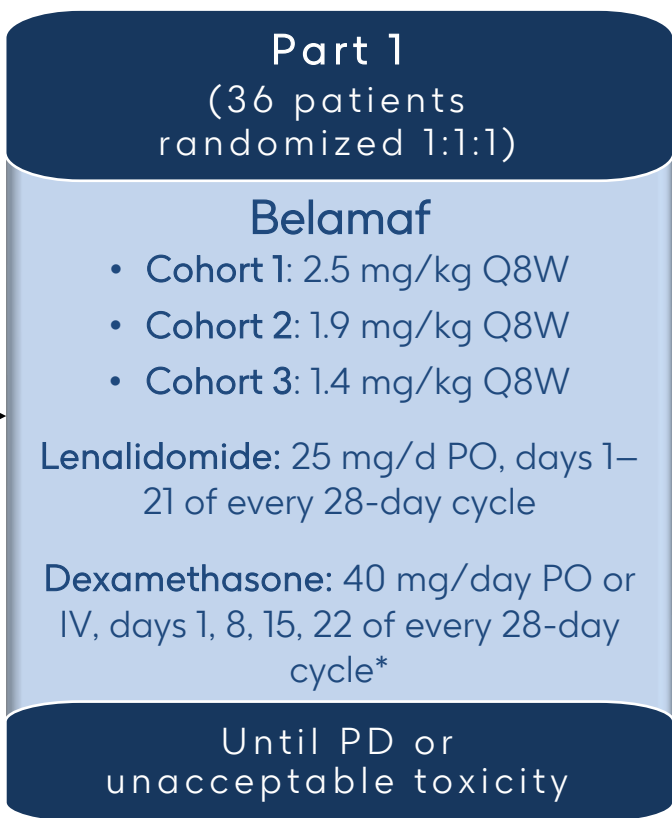 Part 1
(36 patients
randomized 1:1:1)
Belamaf
• Cohort 1: 2.5 mg/kg Q8W
• Cohort 2: 1.9 mg/kg Q8W
• Cohort 3: 1.4 mg/kg Q8W
Lenalidomide: 25 mg/d PO, days 1–
21 of every 28-day cycle
Dexamethasone: 40 mg/day PO or
IV, days 1, 8, 15, 22 of every 28-day
cycle*
Until PD or
unacceptable toxicity